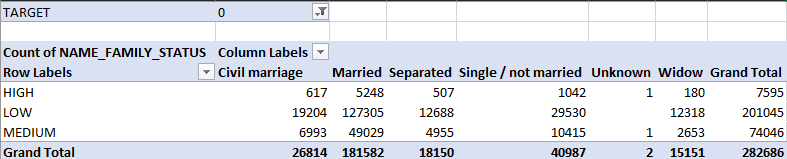 TARGET 0
Count of NAME_FAMILY_STATUS Column Labels
Row Labels Civil marriage Married Separated Single / not married Unknown Widow Grand Total
HIGH 617 5248 507 1042 1 180 7595
LOW 19204 127305 12688 29530 12318 201045
MEDIUM 6993 49029 4955 10415 1 2653 74046
Grand Total 26814 181582 18150 40987 2 15151 282686